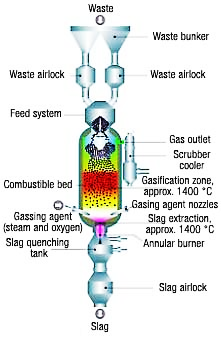 Waste
Waste bunker
Waste airlock
Waste airlock
Feed system
Gas outlet
Scrubber
cooler
Combustible bed
Gasification zone,
approx. 1400 °C
Gasing agent nozzles
Gassing agent
(steam and oxygen)
Slag extraction,
approx. 1400 °C
Annular burner
Slag quenching
tank
Slag airlock
Slag